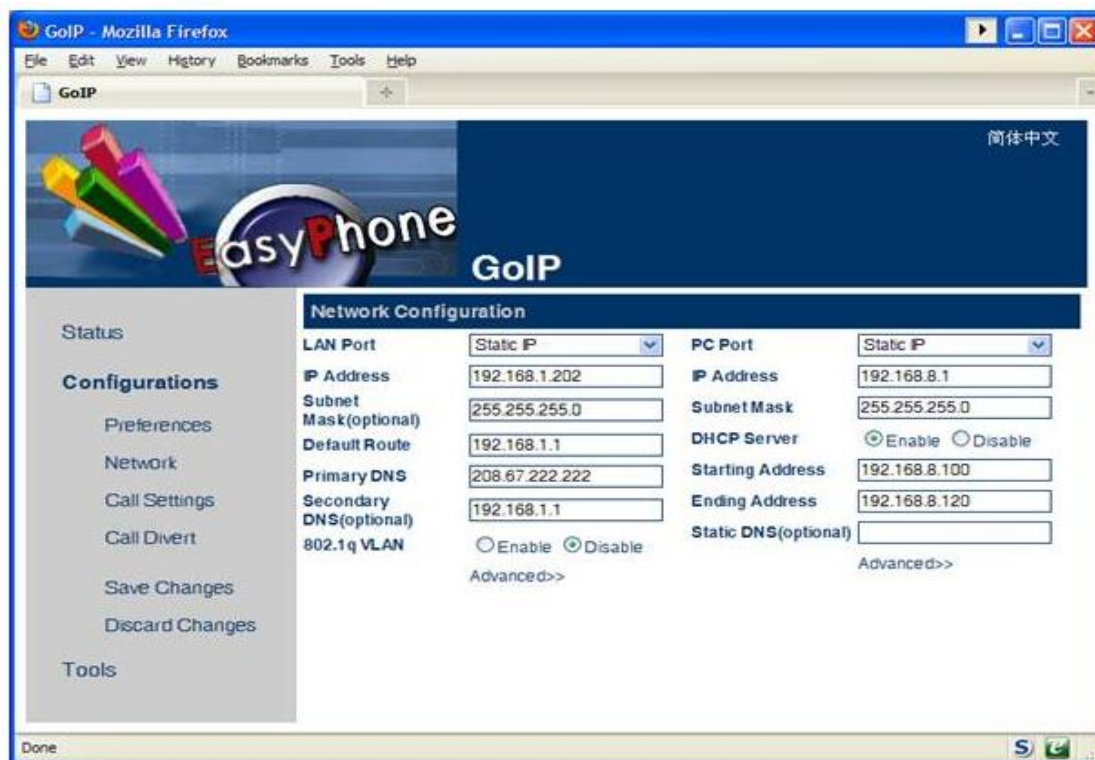 GoIP - Mozilla Firefox
File Edit View History Bookmarks Tools Help
GoIP
简体中文
EasyPhone
GoIP
Status
Configurations
Preferences
Network
Call Settings
Call Divert
Save Changes
Discard Changes
Tools
Network Configuration
LAN Port Static IP
IP Address 192.168.1.202
Subnet
Mask(optional) 255.255.255.0
Default Route 192.168.1.1
Primary DNS 208.67.222.222
Secondary
DNS(optional) 192.168.1.1
802.1q VLAN Enable Disable
Advanced>>
PC Port Static IP
IP Address 192.168.8.1
Subnet Mask 255.255.255.0
DHCP Server Enable Disable
Starting Address 192.168.8.100
Ending Address 192.168.8.120
Static DNS(optional)
Advanced>>
Done